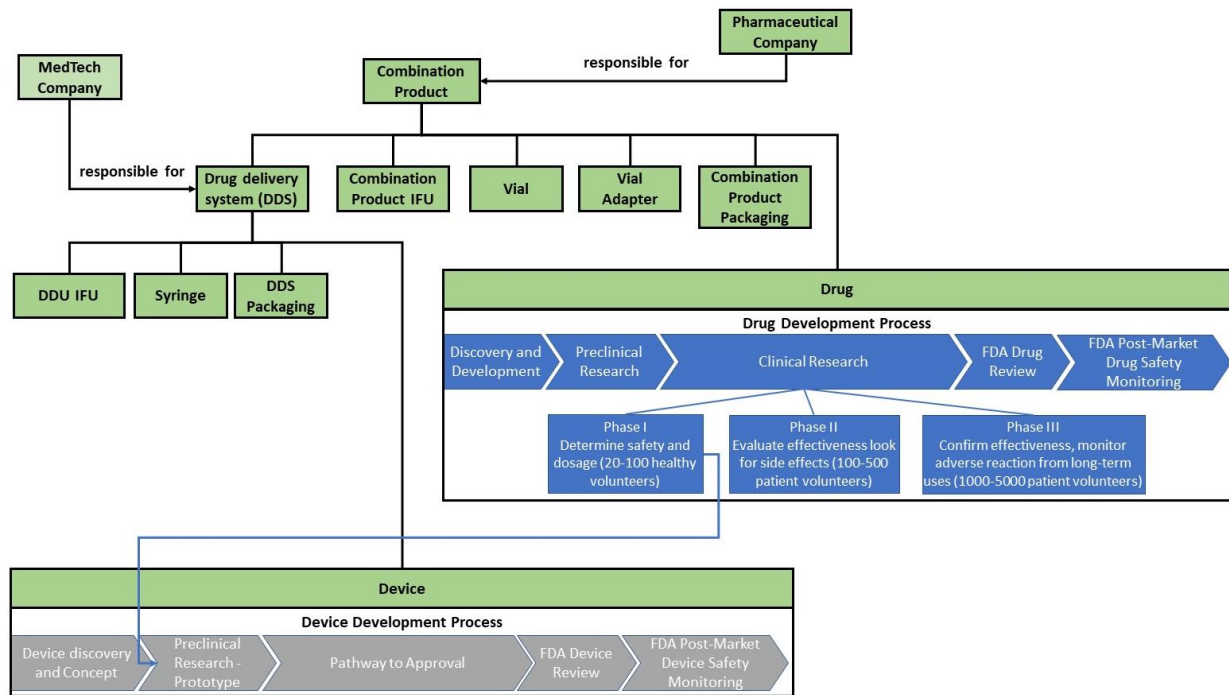 Pharmaceutical
Company
responsible for
MedTech
Company
Combination
Product
responsible for
Drug delivery
system (DDS)
Combination
Product IFU
Vial
Vial
Adapter
Combination
Product
Packaging
DDU IFU
Syringe
DDS
Packaging
Drug
Drug Development Process
Discovery and
Development
Preclinical
Research
Clinical Research
FDA Drug
Review
FDA Post-Market
Drug Safety
Monitoring
Phase I
Determine safety and
dosage (20-100 healthy
volunteers)
Phase II
Evaluate effectiveness look
for side effects (100-500
patient volunteers)
Phase III
Confirm effectiveness, monitor
adverse reaction from long-term
uses (1000-5000 patient volunteers)
Device
Device Development Process
Device discovery
and Concept
Preclinical
Research -
Prototype
Pathway to Approval
FDA Device
Review
FDA Post-Market
Device Safety
Monitoring